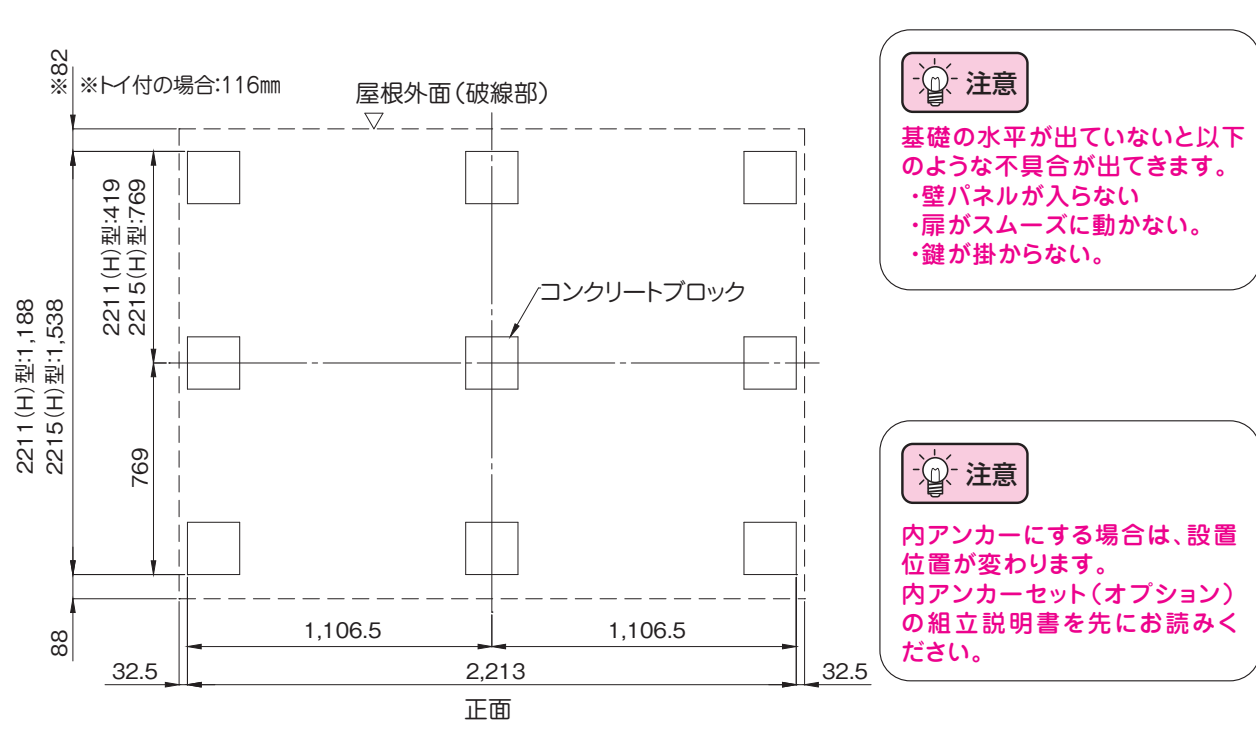 ※82
※トイ付の場合:116㎜
屋根外面(破線部)
2211(H)型:419
2215(H)型:769
コンクリートブロック
2211(H)型:1,188
2215(H)型:1,538
769
88
1,106.5
1,106.5
32.5
2,213
32.5
正面
注意
基礎の水平が出ていないと以下
のような不具合が出てきます。
・壁パネルが入らない
・扉がスムーズに動かない。
・鍵が掛からない。
注意
内アンカーにする場合は、設置
位置が変わります。
内アンカーセット(オプション)
の組立説明書を先にお読みく
ださい。